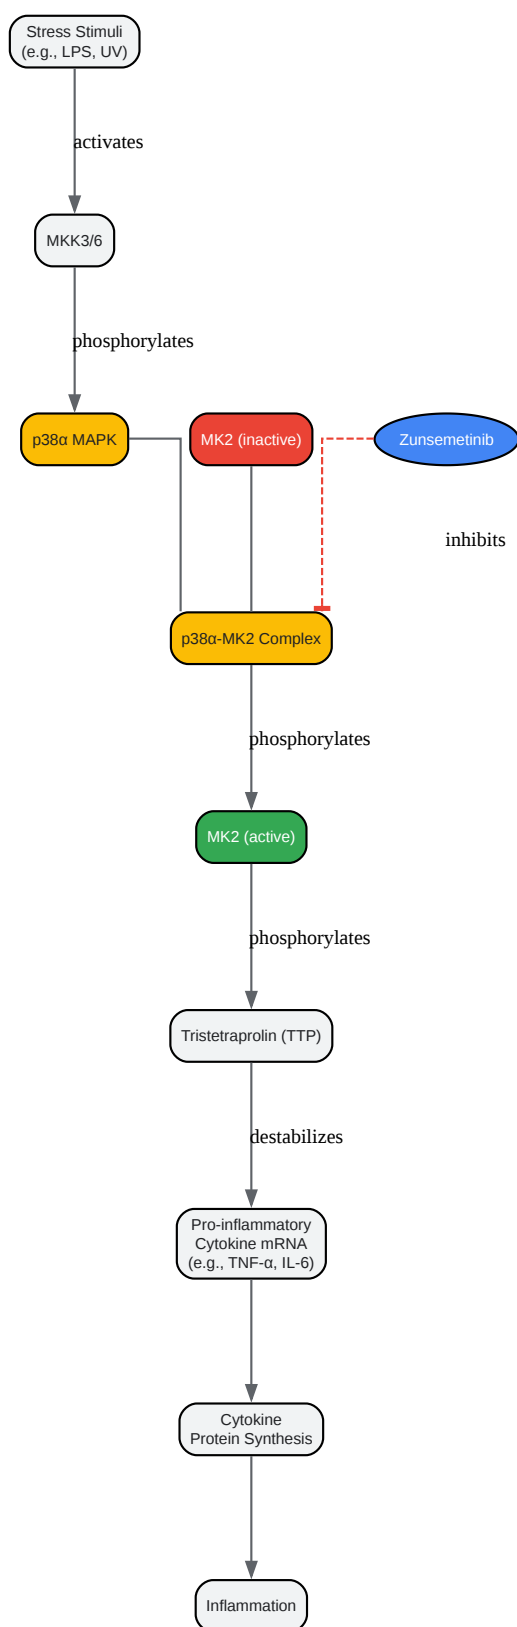 Stress Stimuli
(e.g., LPS, UV)
activates
MKK3/6
phosphorylates
p38α MAPK
MK2 (inactive)
Zunsemetinib
inhibits
p38α-MK2 Complex
phosphorylates
MK2 (active)
phosphorylates
Tristetraprolin (TTP)
destabilizes
Pro-inflammatory
Cytokine mRNA
(e.g., TNF-α, IL-6)
Cytokine
Protein Synthesis
Inflammation